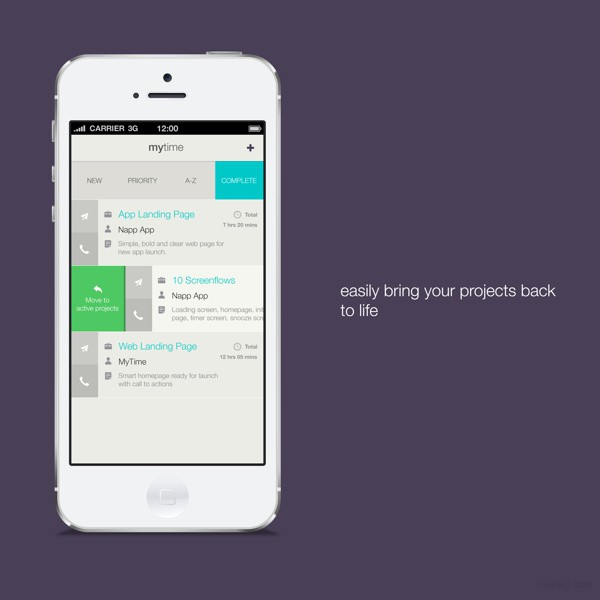 CARRIER 3G 12:00
mytime
NEW PRIORITY A-Z COMPLETE
App Landing Page Total
7 hrs 20 mins
Napp App
Simple, bold and clear web page for
new app launch.
Move to
active projects
10 Screenflows
Napp App
Loading screen, homepage, init
page, timer screen, snooze scr
Web Landing Page Total
12 hrs 05 mins
MyTime
Smart homepage ready for launch
with call to actions
easily bring your projects back
to life